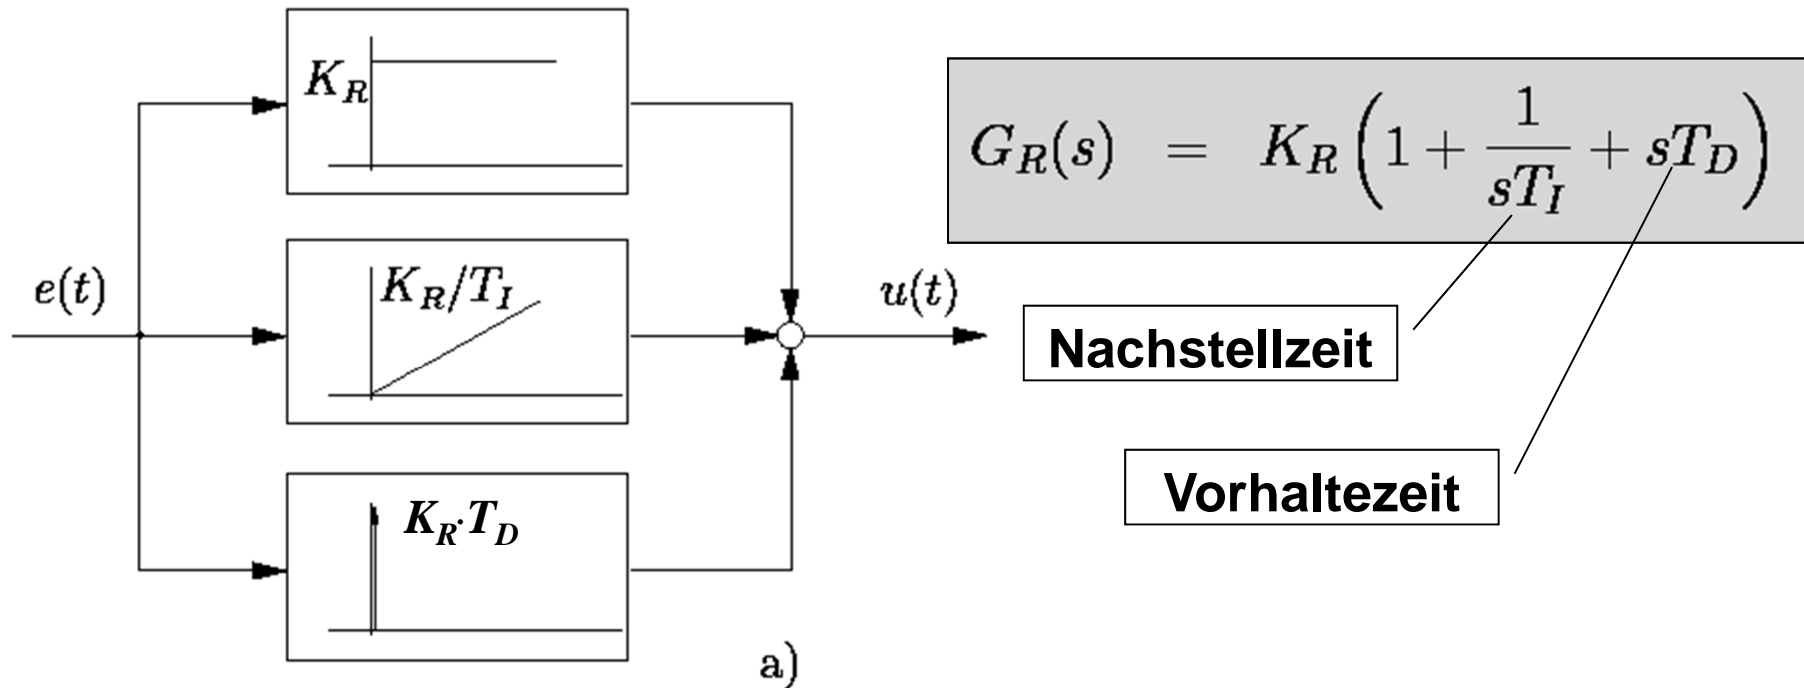 K_R
G_R(s) = K_R (1 + 1/(sT_I) + sT_D)
e(t)
K_R/T_I
u(t)
Nachstellzeit
Vorhaltezeit
K_R·T_D
a)